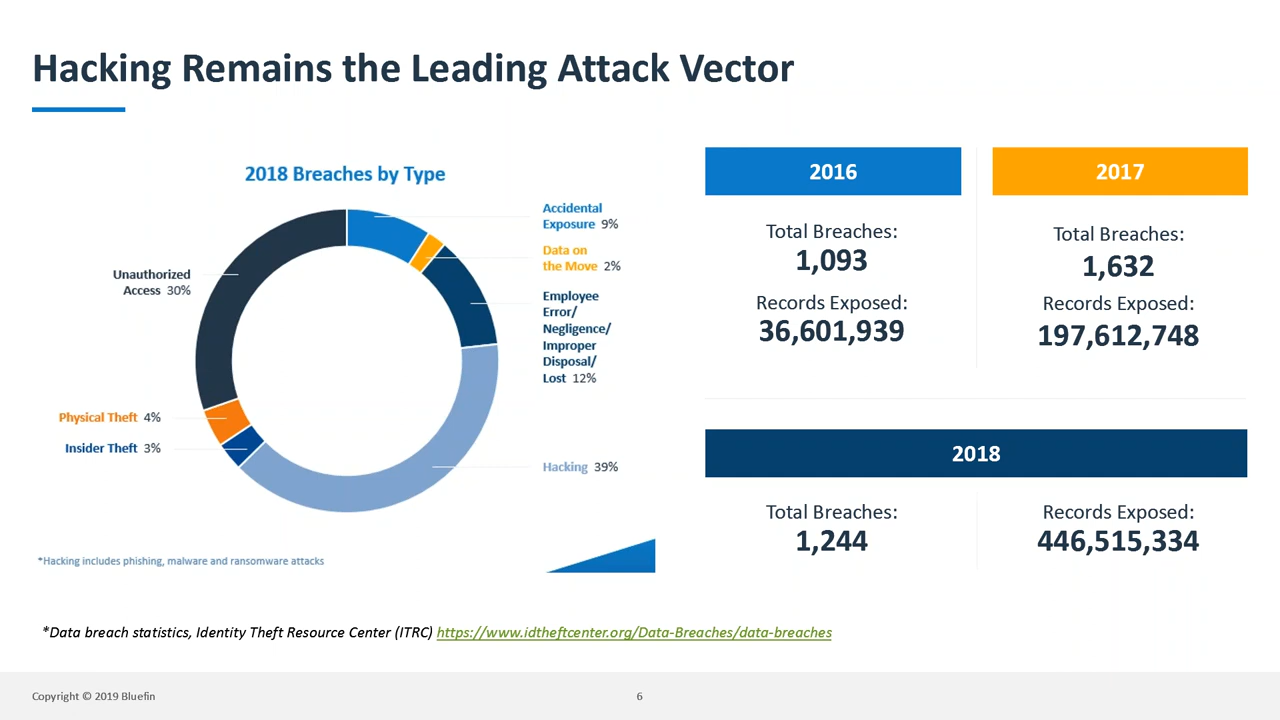 Hacking Remains the Leading Attack Vector
2018 Breaches by Type
Accidental
Exposure 9%
Data on
the Move 2%
Employee
Error/
Negligence/
Improper
Disposal/
Lost 12%
Hacking 39%
Insider Theft 3%
Physical Theft 4%
Unauthorized
Access 30%
*Hacking includes phishing, malware and ransomware attacks
2016
Total Breaches:
1,093
Records Exposed:
36,601,939
2017
Total Breaches:
1,632
Records Exposed:
197,612,748
2018
Total Breaches:
1,244
Records Exposed:
446,515,334
*Data breach statistics, Identity Theft Resource Center (ITRC) https://www.idtheftcenter.org/Data-Breaches/data-breaches
Copyright © 2019 Bluefin
6